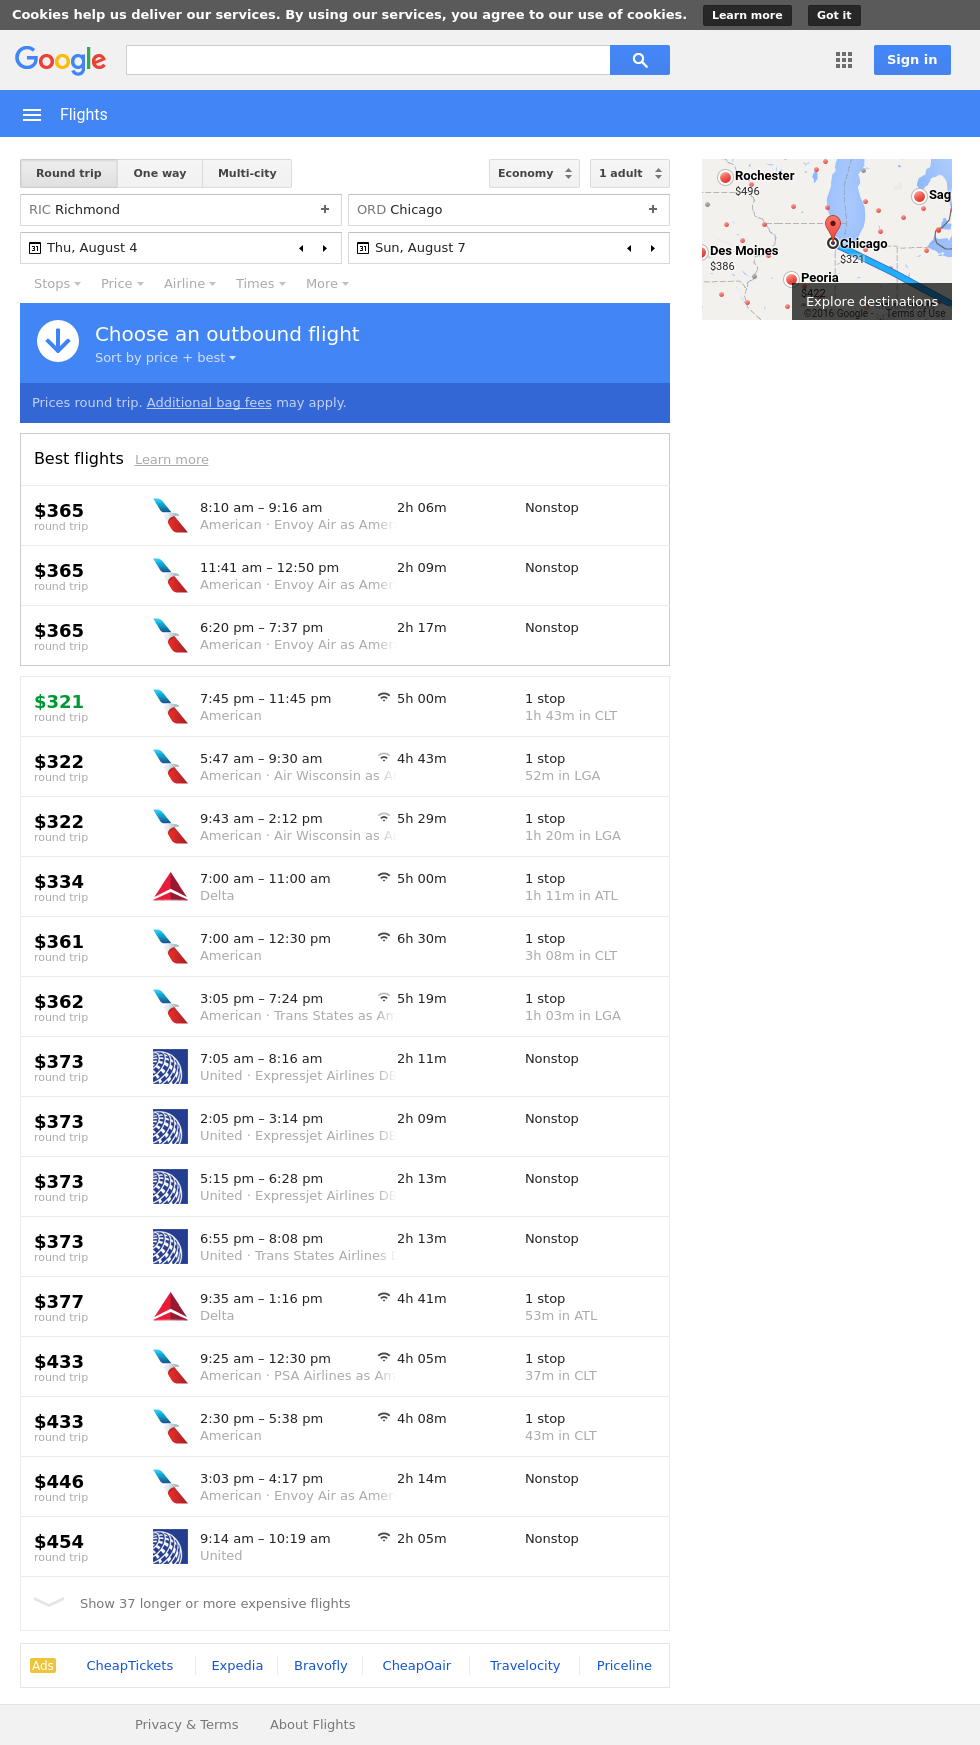 Cookies help us deliver our services. By using our services, you agree to our use of cookies. Learn more Got it
Google Sign in
Flights
Round trip One way Multi-city Economy 1 adult
RIC Richmond + ORD Chicago +
31 Thu, August 4 31 Sun, August 7
Stops Price Airline Times More
Rochester
$496
Sag
Chicago
$321
Des Moines
$386
Peoria
$422
Explore destinations
©2016 Google - Terms of Use
Choose an outbound flight
Sort by price + best
Prices round trip. Additional bag fees may apply.
Best flights Learn more
$365 8:10 am – 9:16 am 2h 06m Nonstop
round trip American · Envoy Air as Amer
$365 11:41 am – 12:50 pm 2h 09m Nonstop
round trip American · Envoy Air as Amer
$365 6:20 pm – 7:37 pm 2h 17m Nonstop
round trip American · Envoy Air as Amer
$321 7:45 pm – 11:45 pm 5h 00m 1 stop
round trip American 1h 43m in CLT
$322 5:47 am – 9:30 am 4h 43m 1 stop
round trip American · Air Wisconsin as A 52m in LGA
$322 9:43 am – 2:12 pm 5h 29m 1 stop
round trip American · Air Wisconsin as A 1h 20m in LGA
$334 7:00 am – 11:00 am 5h 00m 1 stop
round trip Delta 1h 11m in ATL
$361 7:00 am – 12:30 pm 6h 30m 1 stop
round trip American 3h 08m in CLT
$362 3:05 pm – 7:24 pm 5h 19m 1 stop
round trip American · Trans States as Am 1h 03m in LGA
$373 7:05 am – 8:16 am 2h 11m Nonstop
round trip United · Expressjet Airlines DB
$373 2:05 pm – 3:14 pm 2h 09m Nonstop
round trip United · Expressjet Airlines DB
$373 5:15 pm – 6:28 pm 2h 13m Nonstop
round trip United · Expressjet Airlines DB
$373 6:55 pm – 8:08 pm 2h 13m Nonstop
round trip United · Trans States Airlines
$377 9:35 am – 1:16 pm 4h 41m 1 stop
round trip Delta 53m in ATL
$433 9:25 am – 12:30 pm 4h 05m 1 stop
round trip American · PSA Airlines as Am 37m in CLT
$433 2:30 pm – 5:38 pm 4h 08m 1 stop
round trip American 43m in CLT
$446 3:03 pm – 4:17 pm 2h 14m Nonstop
round trip American · Envoy Air as Amer
$454 9:14 am – 10:19 am 2h 05m Nonstop
round trip United
Show 37 longer or more expensive flights
Ads CheapTickets Expedia Bravofly CheapOair Travelocity Priceline
Privacy & Terms About Flights